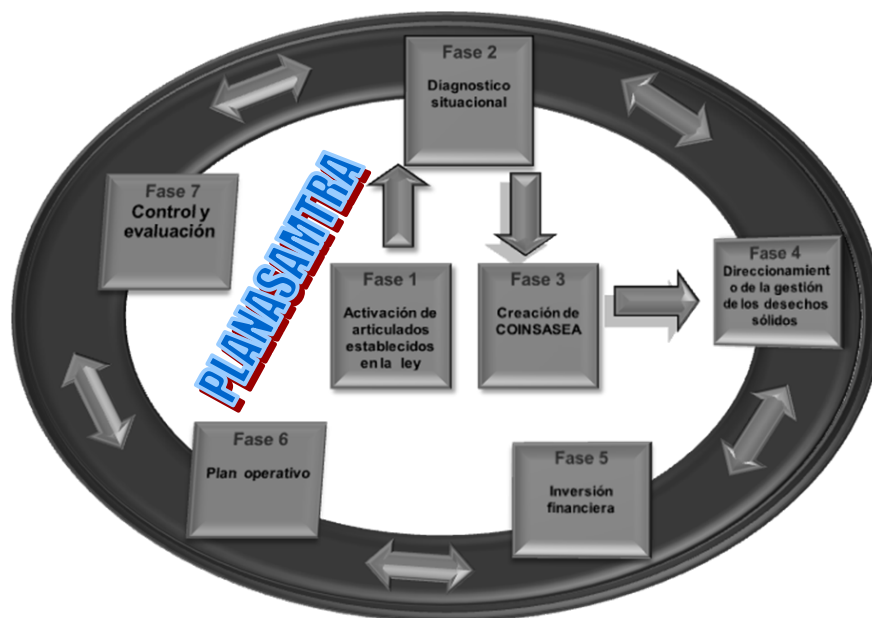 Fase 2
Diagnostico
situacional
Fase 7
Control y
evaluación
PLANASAMTRA
Fase 1
Activación de
articulados
establecidos
en la ley
Fase 3
Creación de
COINSASEA
Fase 4
Direccionamient
o de la gestión
de los desechos
sólidos
Fase 6
Plan operativo
Fase 5
Inversión
financiera